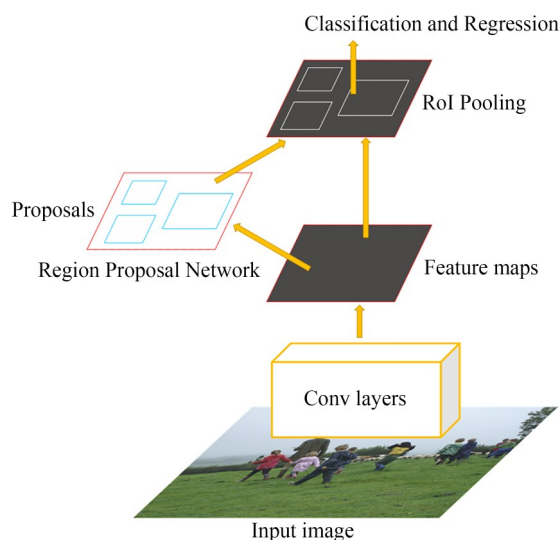 Classification and Regression
RoI Pooling
Proposals
Region Proposal Network
Feature maps
Conv layers
Input image